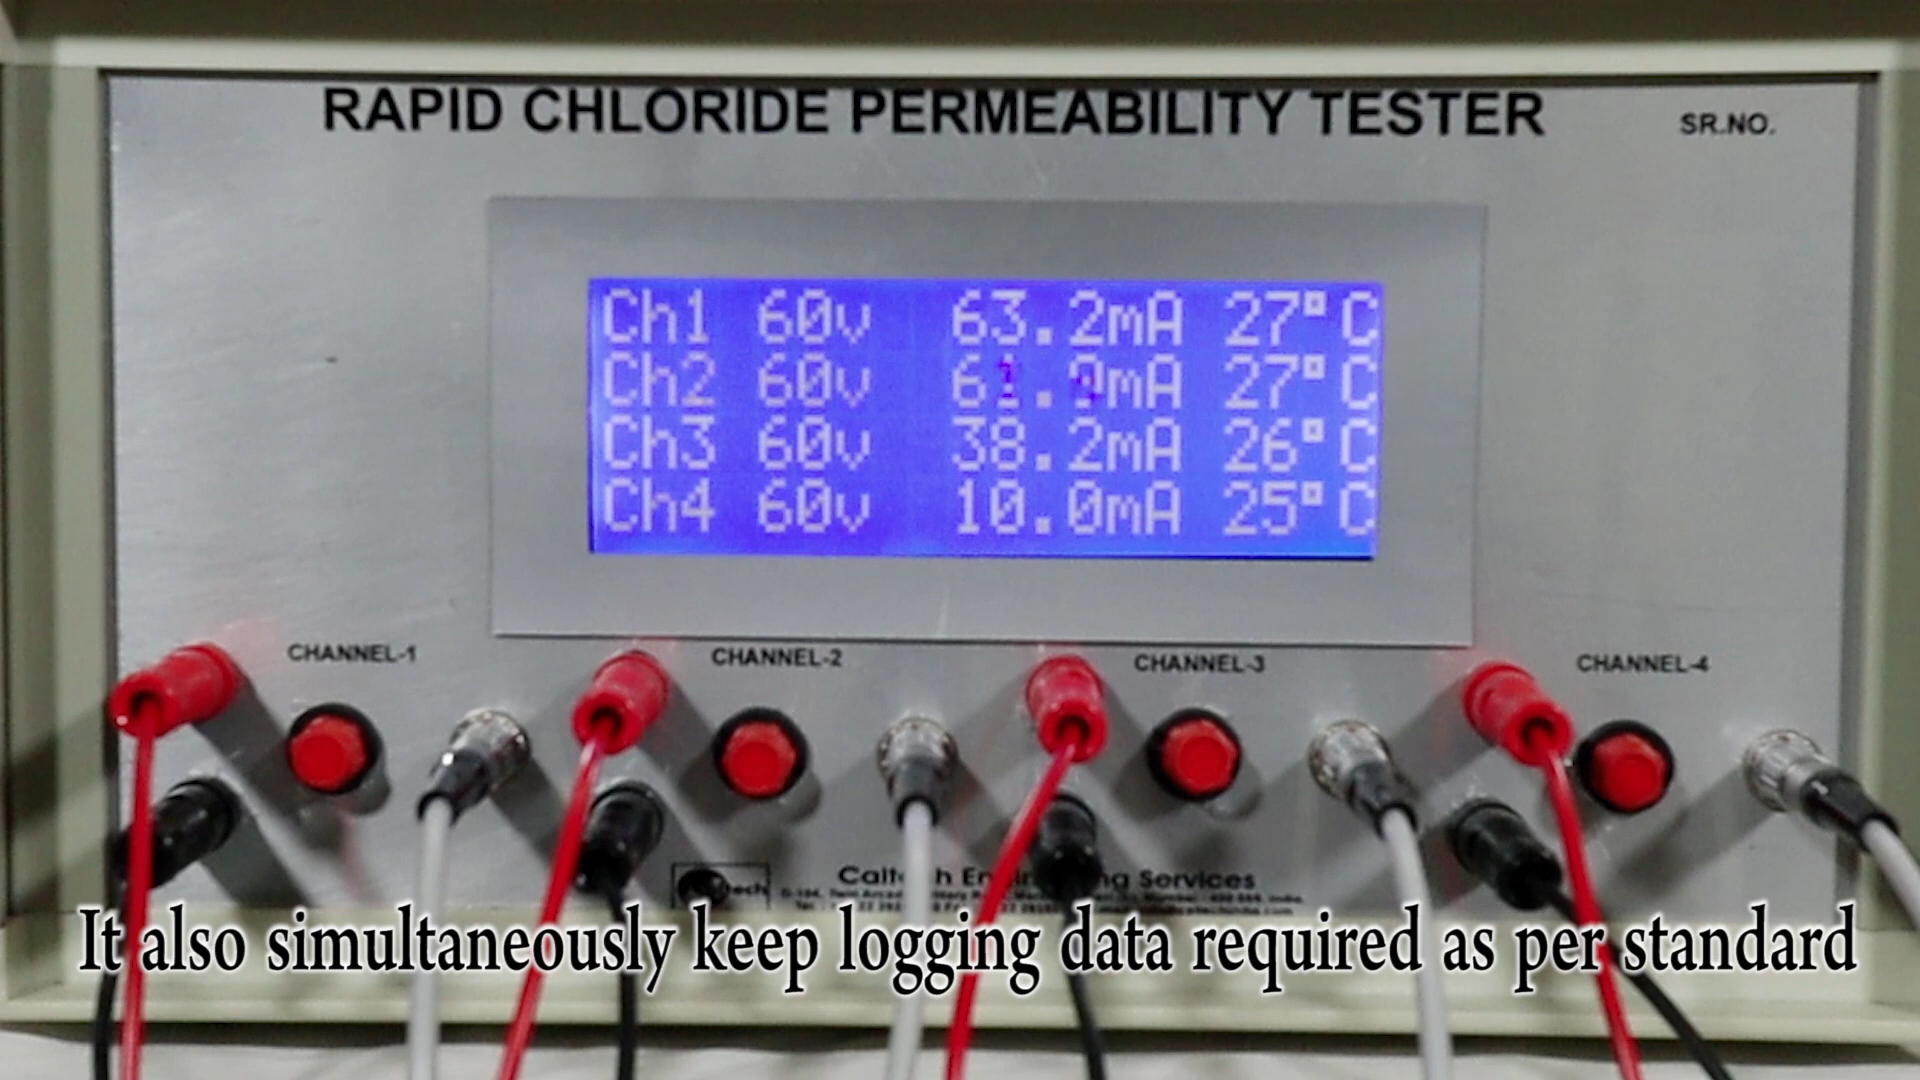 RAPID CHLORIDE PERMEABILITY TESTER
SR.NO.
Ch1 60v 63.2mA 27°C
Ch2 60v mA 27°C
Ch3 60v 38.2mA 26°C
Ch4 60v 10.0mA 25°C
CHANNEL-1
CHANNEL-2
CHANNEL-3
CHANNEL-4
Services
It also simultaneously keep logging data required as per standard